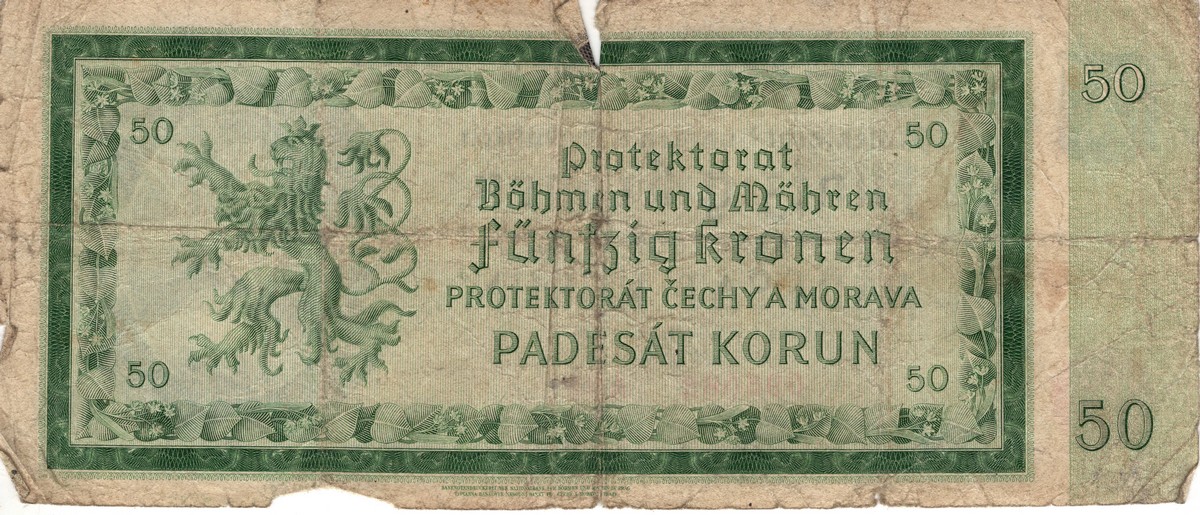 50
50 50
Protektorat
Böhmen und Mähren
Fünfzig Kronen
PROTEKTORÁT ČECHY A MORAVA
PADESÁT KORUN
50 50
50